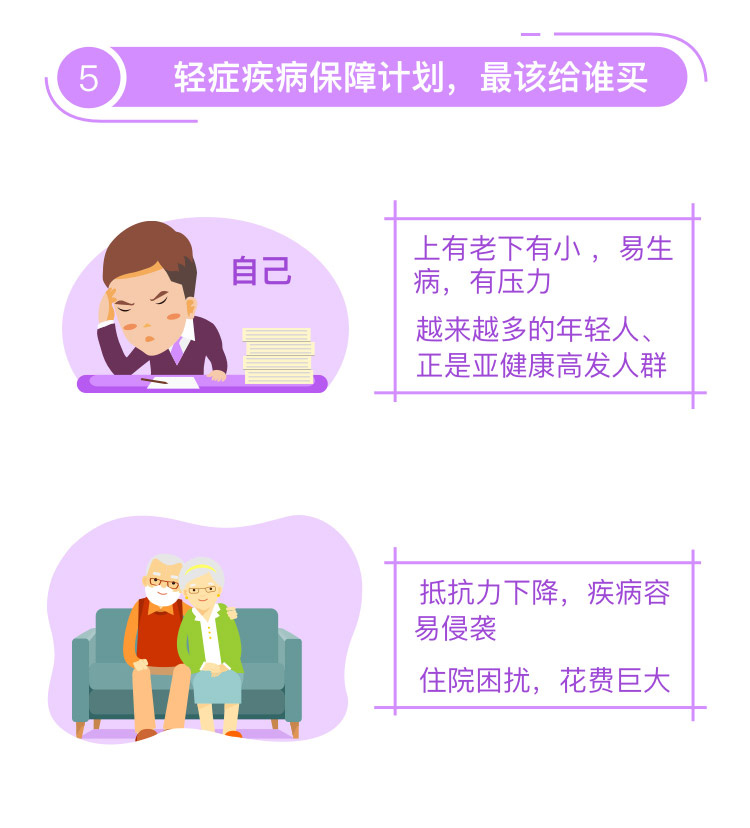 5
轻症疾病保障计划，最该给谁买
自己
上有老下有小 ，易生
病，有压力
越来越多的年轻人、
正是亚健康高发人群
抵抗力下降，疾病容
易侵袭
住院困扰，花费巨大